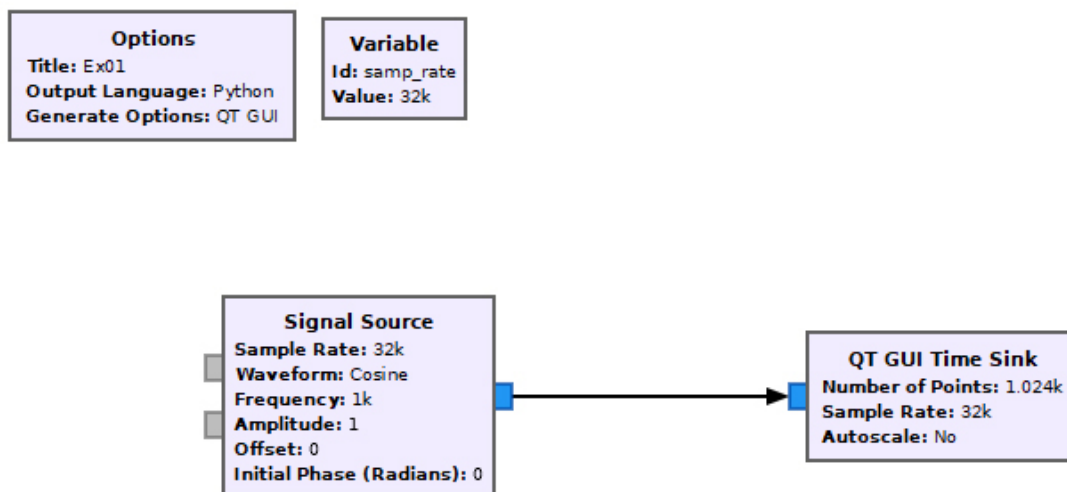 Options
Title: Ex01
Output Language: Python
Generate Options: QT GUI
Variable
Id: samp_rate
Value: 32k
Signal Source
Sample Rate: 32k
Waveform: Cosine
Frequency: 1k
Amplitude: 1
Offset: 0
Initial Phase (Radians): 0
QT GUI Time Sink
Number of Points: 1.024k
Sample Rate: 32k
Autoscale: No